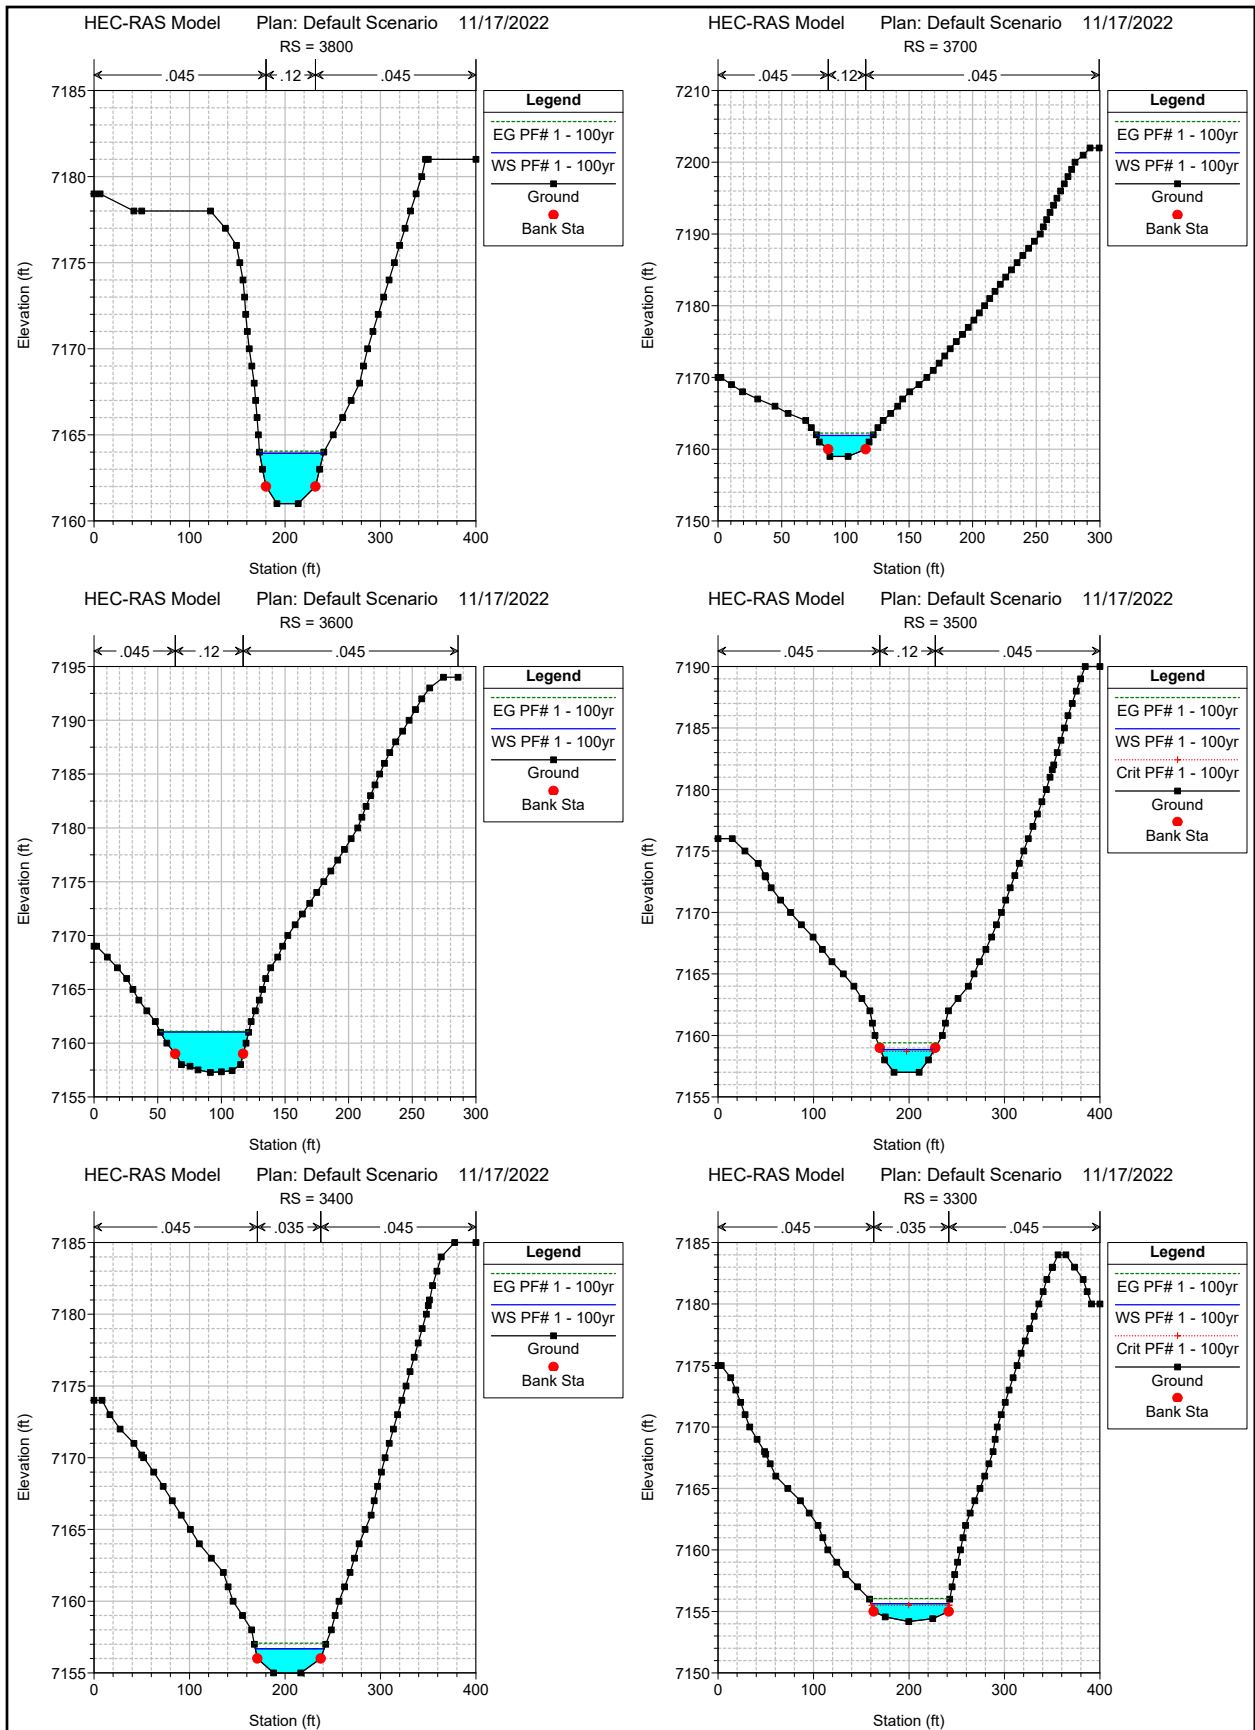 HEC-RAS Model Plan: Default Scenario 11/17/2022
RS = 3800
.045 .12 .045
7185
7180
7175
7170
7165
7160
Elevation (ft)
0 100 200 300 400
Station (ft)
Legend
EG PF# 1 - 100yr
WS PF# 1 - 100yr
Ground
Bank Sta
HEC-RAS Model Plan: Default Scenario 11/17/2022
RS = 3700
.045 .12 .045
7210
7200
7190
7180
7170
7160
7150
Elevation (ft)
0 50 100 150 200 250 300
Station (ft)
Legend
EG PF# 1 - 100yr
WS PF# 1 - 100yr
Ground
Bank Sta
HEC-RAS Model Plan: Default Scenario 11/17/2022
RS = 3600
.045 .12 .045
7195
7190
7185
7180
7175
7170
7165
7160
7155
Elevation (ft)
0 50 100 150 200 250 300
Station (ft)
Legend
EG PF# 1 - 100yr
WS PF# 1 - 100yr
Ground
Bank Sta
HEC-RAS Model Plan: Default Scenario 11/17/2022
RS = 3500
.045 .12 .045
7190
7185
7180
7175
7170
7165
7160
7155
Elevation (ft)
0 100 200 300 400
Station (ft)
Legend
EG PF# 1 - 100yr
WS PF# 1 - 100yr
Crit PF# 1 - 100yr
Ground
Bank Sta
HEC-RAS Model Plan: Default Scenario 11/17/2022
RS = 3400
.045 .035 .045
7185
7180
7175
7170
7165
7160
7155
Elevation (ft)
0 100 200 300 400
Station (ft)
Legend
EG PF# 1 - 100yr
WS PF# 1 - 100yr
Ground
Bank Sta
HEC-RAS Model Plan: Default Scenario 11/17/2022
RS = 3300
.045 .035 .045
7185
7180
7175
7170
7165
7160
7155
7150
Elevation (ft)
0 100 200 300 400
Station (ft)
Legend
EG PF# 1 - 100yr
WS PF# 1 - 100yr
Crit PF# 1 - 100yr
Ground
Bank Sta